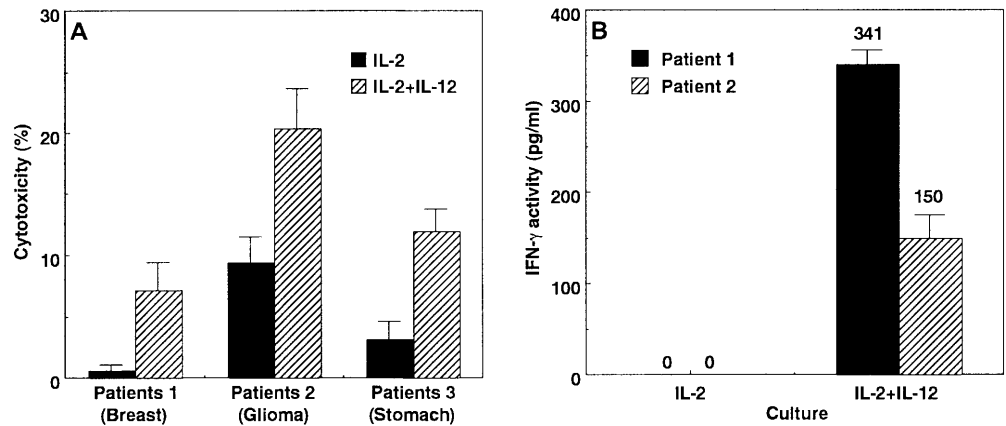 A
30
20
10
0
Cytotoxicity (%)
IL-2
IL-2+IL-12
Patients 1
(Breast)
Patients 2
(Glioma)
Patients 3
(Stomach)
B
400
300
200
100
0
IFN-γ activity (pg/ml)
Patient 1
Patient 2
341
150
0 0
IL-2
IL-2+IL-12
Culture